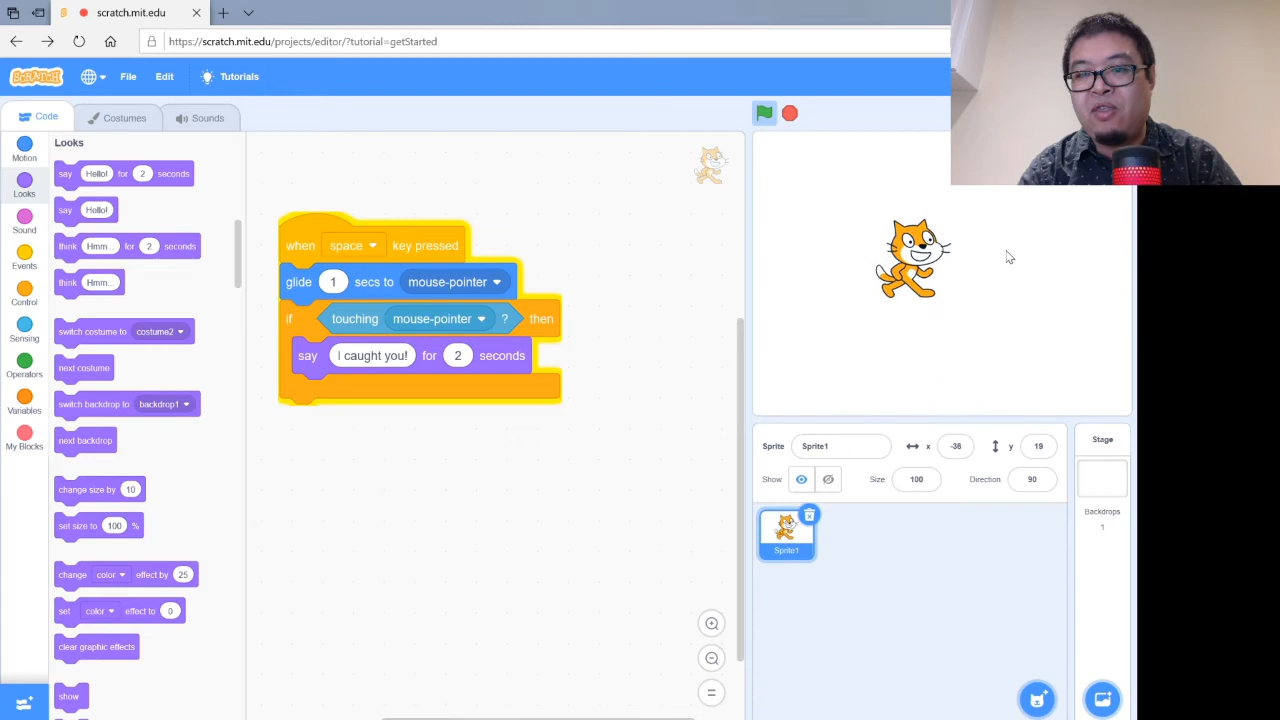 scratch.mit.edu
https://scratch.mit.edu/projects/editor/?tutorial=getStarted
SCRATCH
File
Edit
Tutorials
Code
Costumes
Sounds
Motion
Looks
Sound
Events
Control
Sensing
Operators
Variables
My Blocks
Looks
say Hello! for 2 seconds
say Hello!
think Hmm... for 2 seconds
think Hmm...
switch costume to costume2
next costume
switch backdrop to backdrop1
next backdrop
change size by 10
set size to 100 %
change color effect by 25
set color effect to 0
clear graphic effects
show
when space key pressed
glide 1 secs to mouse-pointer
if touching mouse-pointer ? then
say I caught you! for 2 seconds
Sprite Sprite1 x -36 y 19
Show Size 100 Direction 90
Sprite1
Stage
Backdrops
1